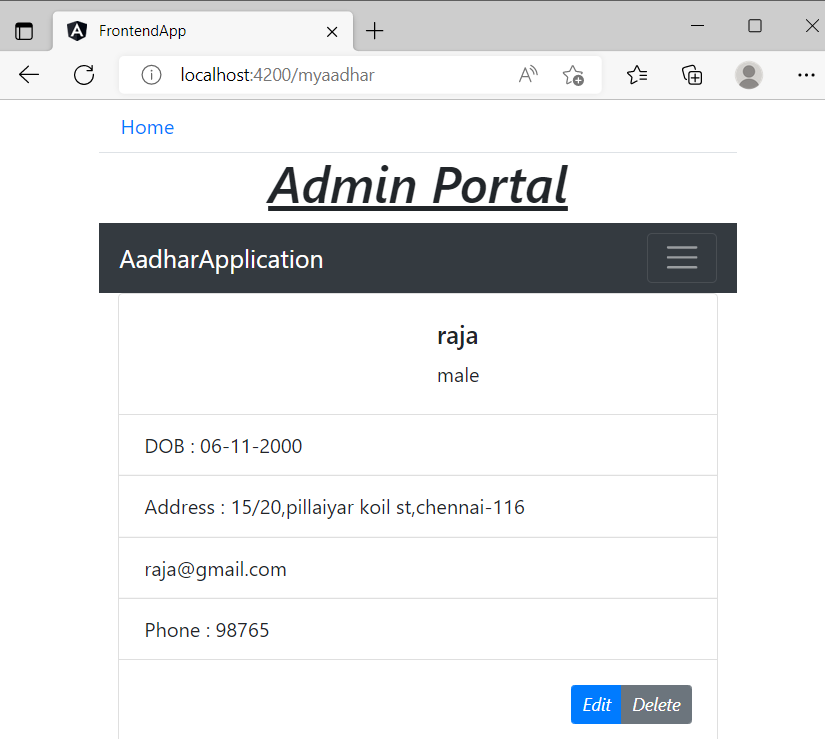 FrontendApp
localhost:4200/myaadhar
Home
Admin Portal
AadharApplication
raja
male
DOB : 06-11-2000
Address : 15/20,pillaiyar koil st,chennai-116
raja@gmail.com
Phone : 98765
Edit Delete